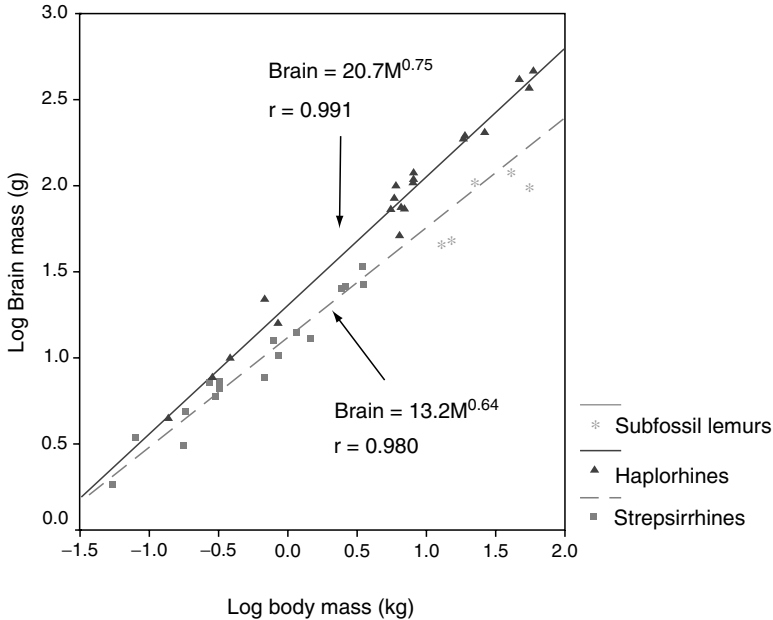 3.0
2.5
2.0
1.5
1.0
0.5
0.0
Log Brain mass (g)
Brain = 20.7M^0.75
r = 0.991
Brain = 13.2M^0.64
r = 0.980
−1.5 −1.0 −0.5 0.0 0.5 1.0 1.5 2.0
Log body mass (kg)
Subfossil lemurs
Haplorhines
Strepsirrhines